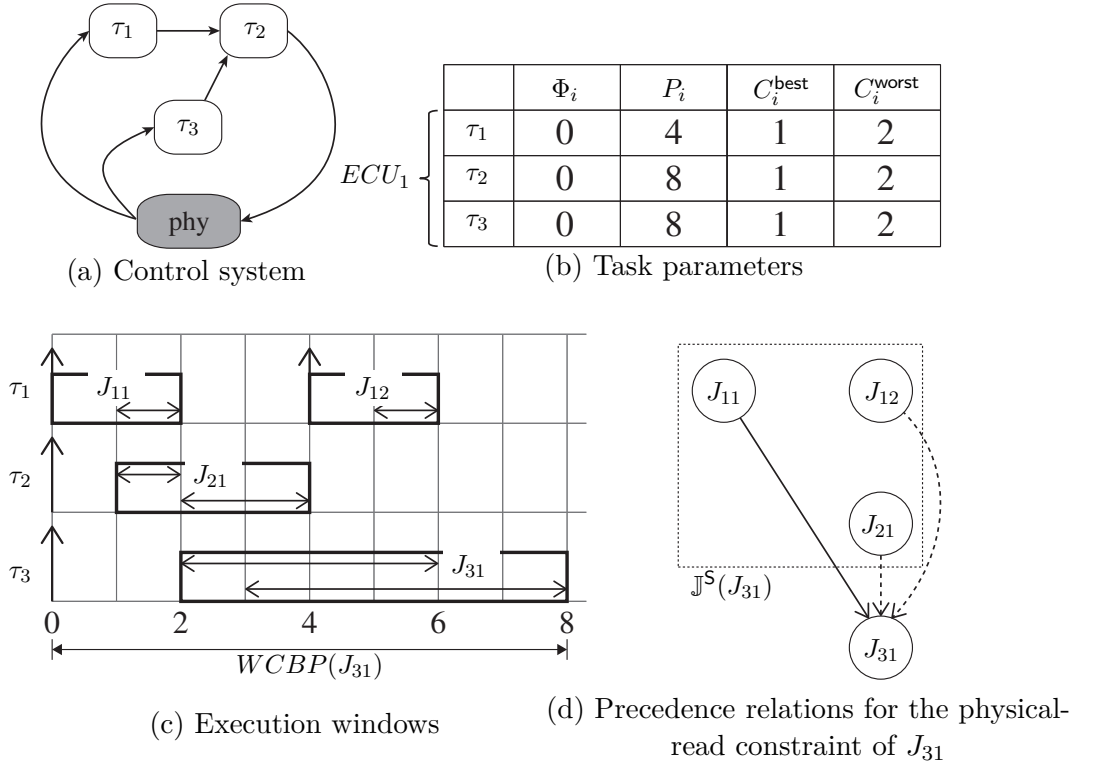 τ₁ τ₂
τ₃
phy
(a) Control system
Φᵢ Pᵢ Cᵢ^best Cᵢ^worst
τ₁ 0 4 1 2
ECU₁ τ₂ 0 8 1 2
τ₃ 0 8 1 2
(b) Task parameters
τ₁ J₁₁ J₁₂
τ₂ J₂₁
τ₃ J₃₁
0 2 4 6 8
WCBP(J₃₁)
(c) Execution windows
J₁₁ J₁₂
J₂₁
𝕁^S(J₃₁)
J₃₁
(d) Precedence relations for the physical-
read constraint of J₃₁